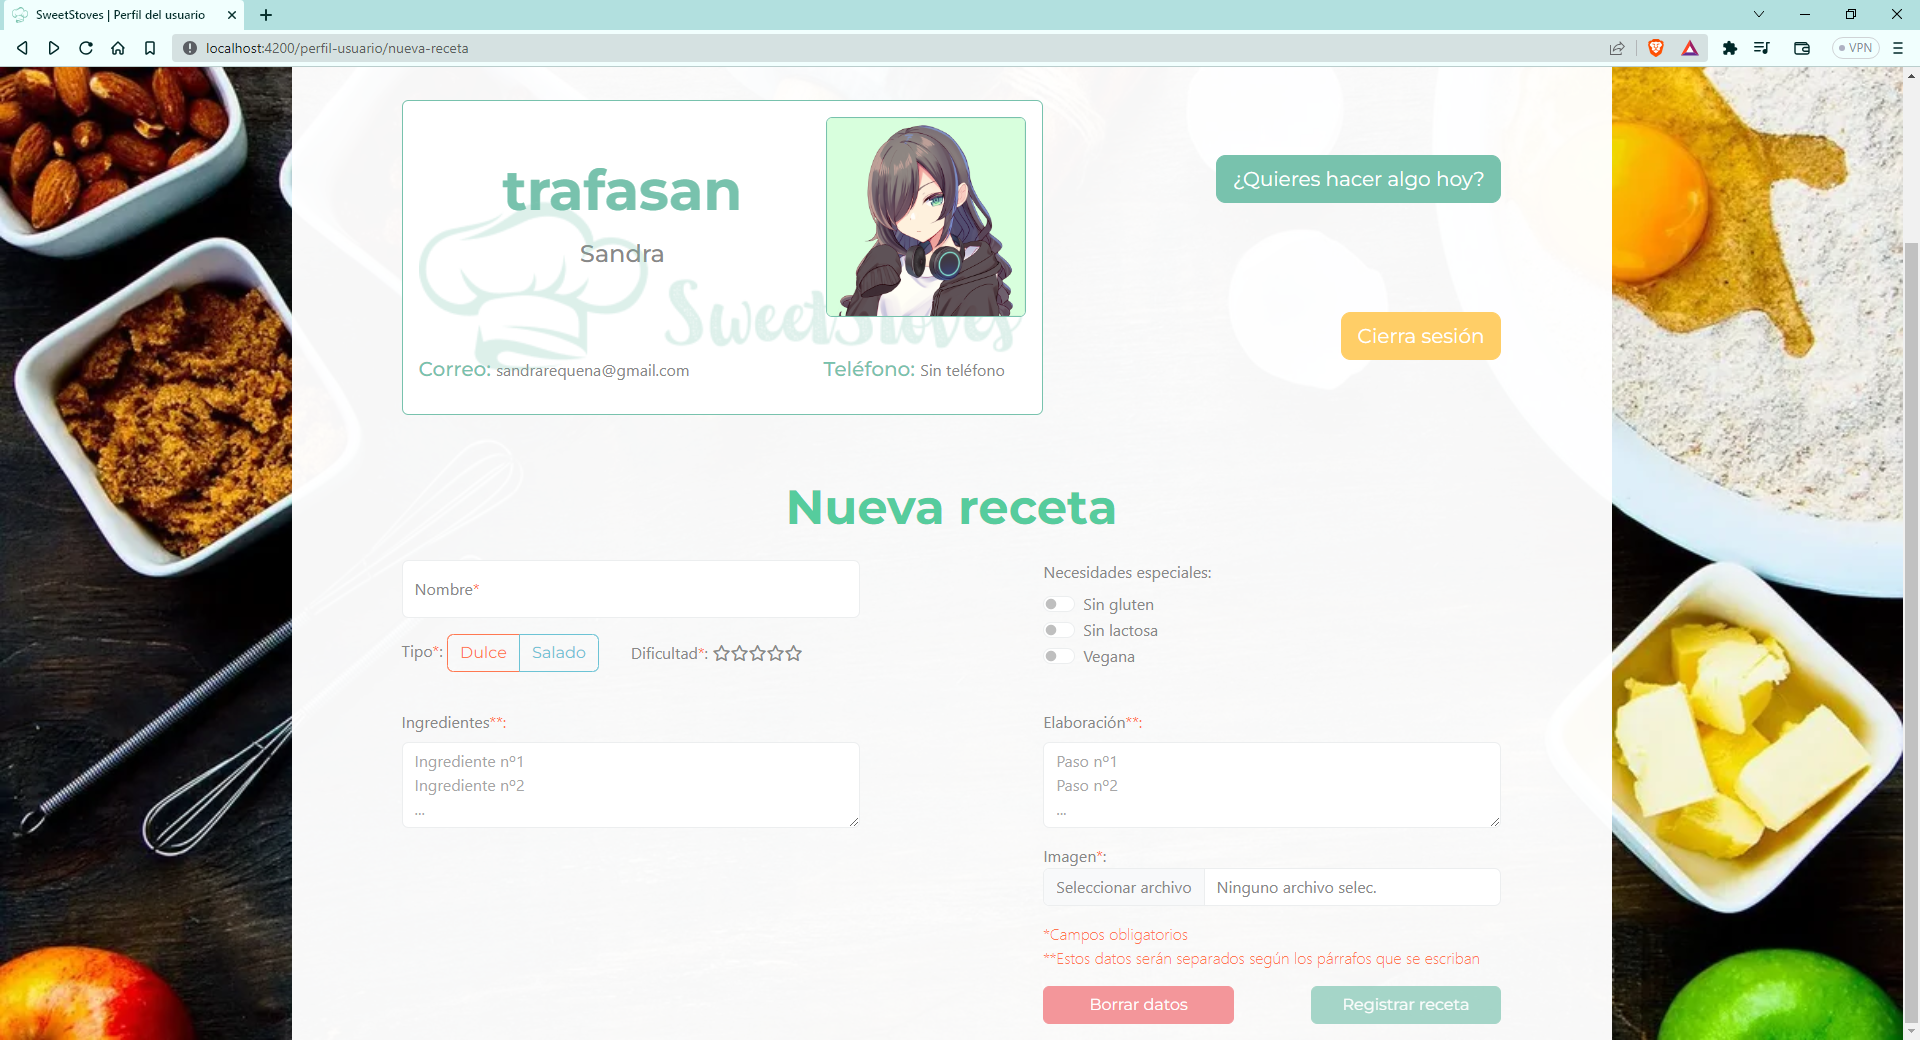 SweetStoves | Perfil del usuario
localhost:4200/perfil-usuario/nueva-receta
VPN
trafasan
Sandra
SweetStoves
Correo: sandrarequena@gmail.com
Teléfono: Sin teléfono
¿Quieres hacer algo hoy?
Cierra sesión
Nueva receta
Nombre*
Tipo*: Dulce Salado
Dificultad*:
Necesidades especiales:
Sin gluten
Sin lactosa
Vegana
Ingredientes**:
Ingrediente nº1
Ingrediente nº2
...
Elaboración**:
Paso nº1
Paso nº2
...
Imagen*:
Seleccionar archivo Ninguno archivo selec.
*Campos obligatorios
**Estos datos serán separados según los párrafos que se escriban
Borrar datos
Registrar receta